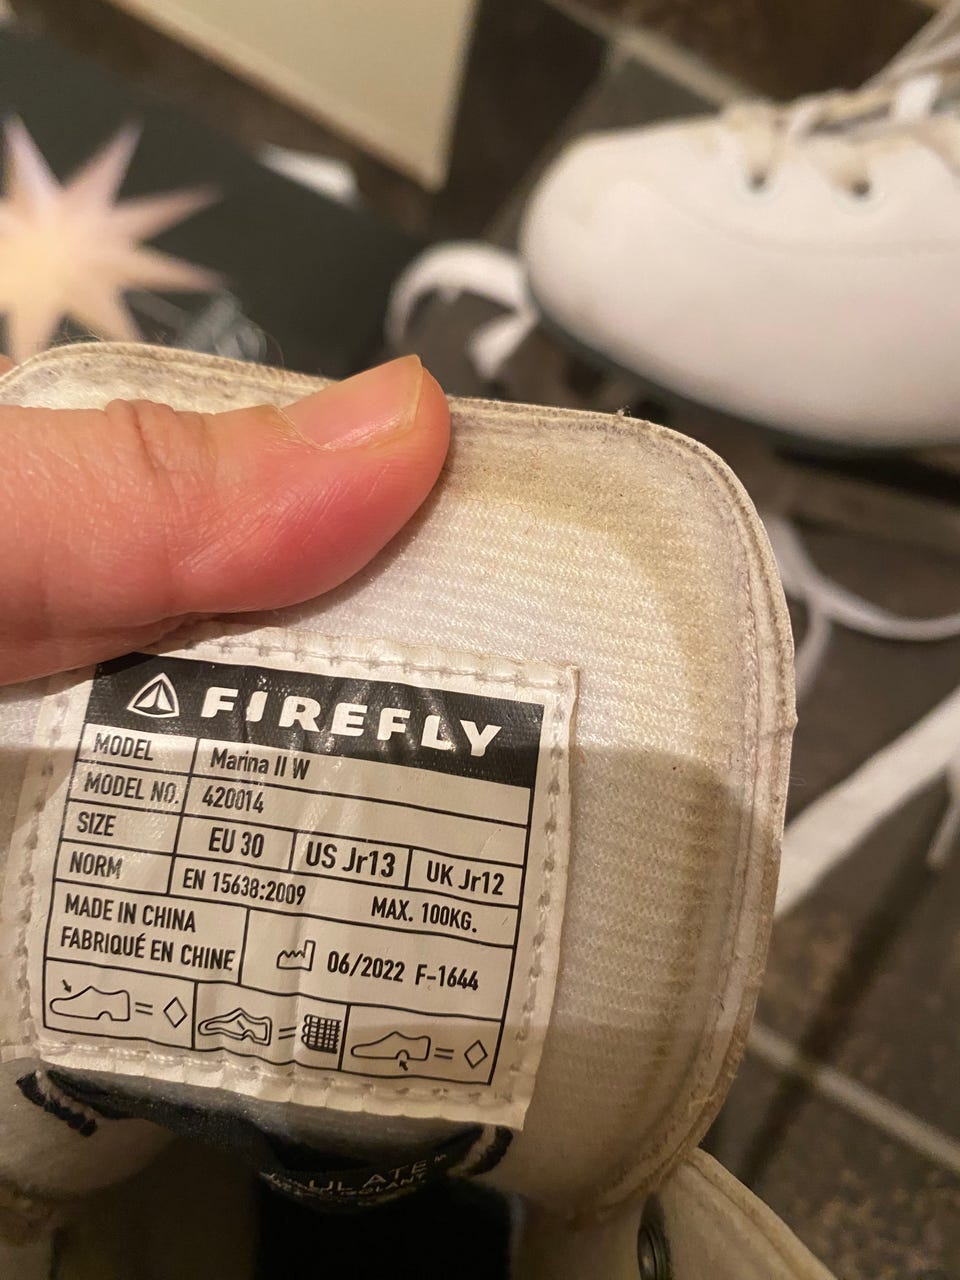 FIREFLY
MODEL Marina II W
MODEL NO. 420014
SIZE EU 30 US Jr13 UK Jr12
NORM EN 15638:2009 MAX. 100KG.
MADE IN CHINA
FABRIQUÉ EN CHINE
06/2022 F-1644
= =  =